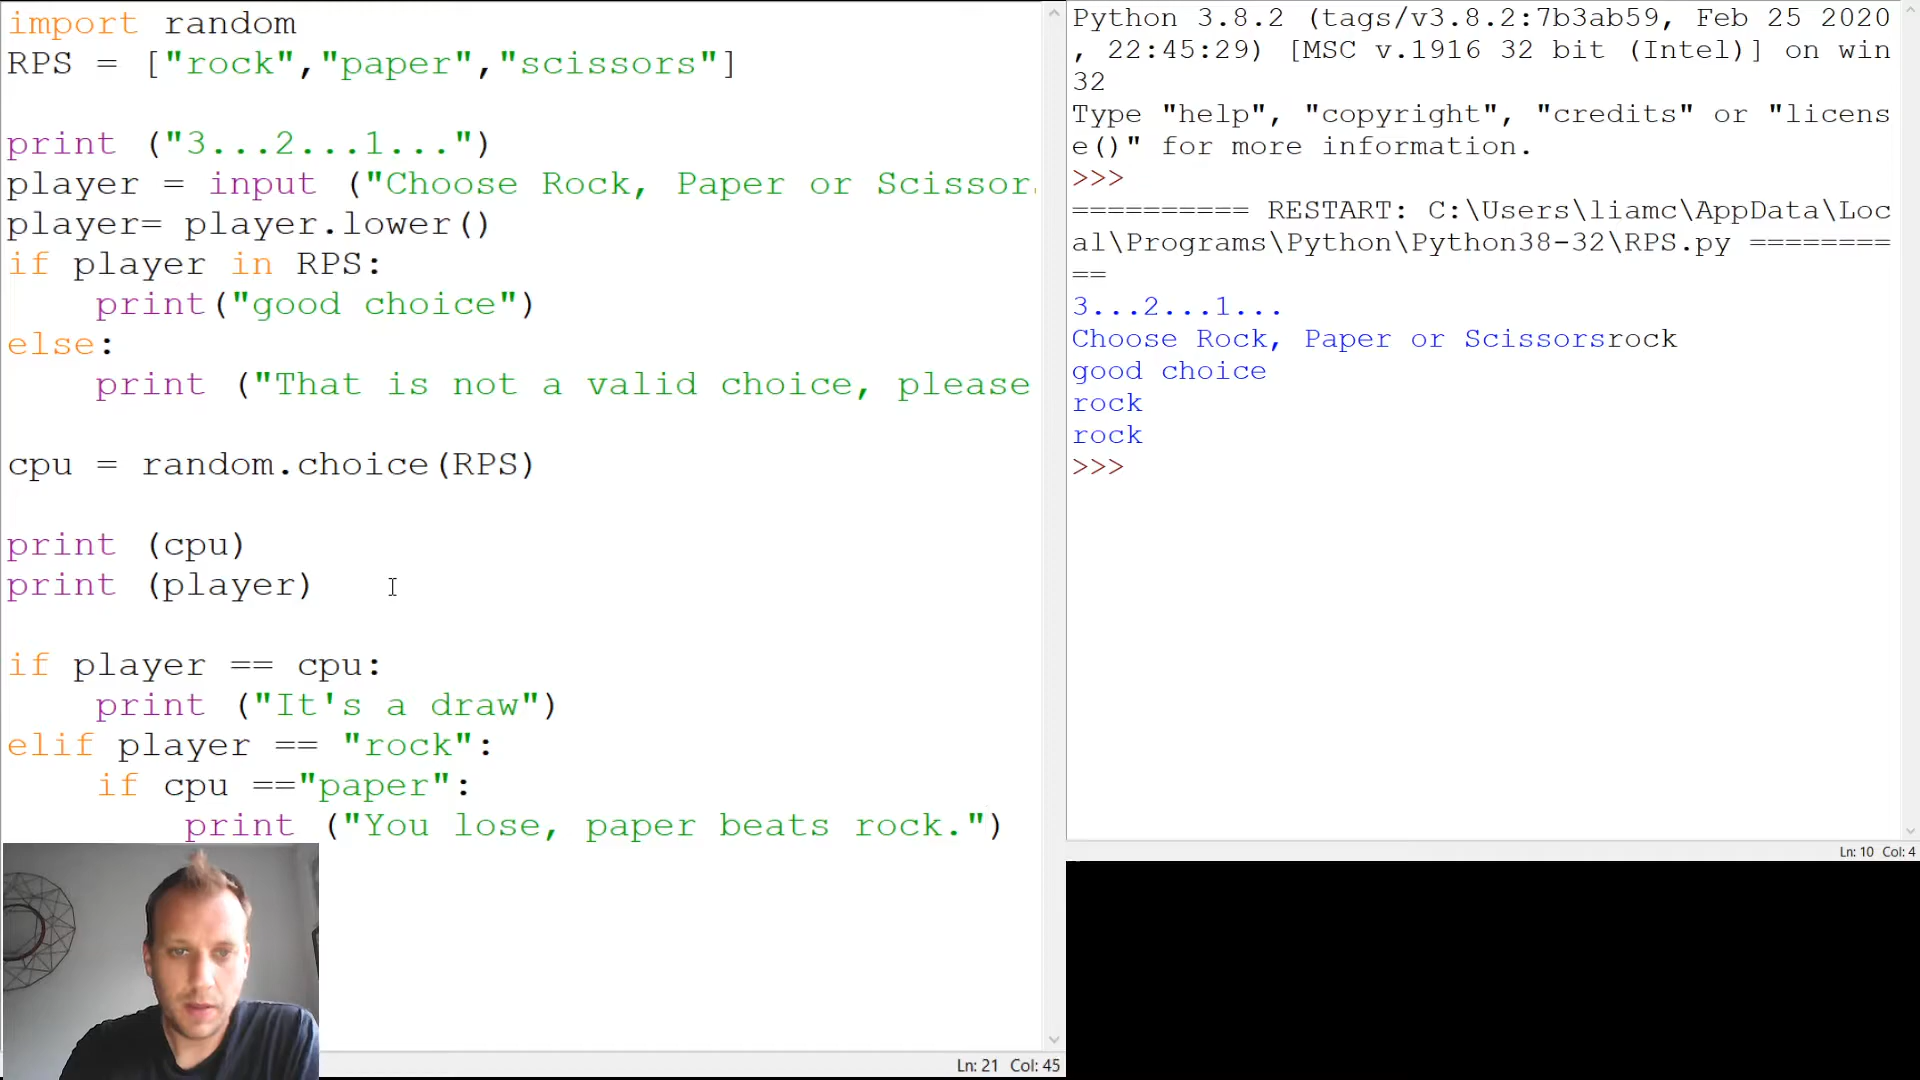 import random
RPS = ["rock","paper","scissors"]
print ("3...2...1...")
player = input ("Choose Rock, Paper or Scissor
player= player.lower()
if player in RPS:
print("good choice")
else:
print ("That is not a valid choice, please
cpu = random.choice(RPS)
print (cpu)
print (player)
if player == cpu:
print ("It's a draw")
elif player == "rock":
if cpu =="paper":
print ("You lose, paper beats rock.")
Ln: 21 Col: 45
Python 3.8.2 (tags/v3.8.2:7b3ab59, Feb 25 2020
, 22:45:29) [MSC v.1916 32 bit (Intel)] on win
32
Type "help", "copyright", "credits" or "licens
e()" for more information.
>>>
========== RESTART: C:\Users\liamc\AppData\Loc
al\Programs\Python\Python38-32\RPS.py ========
==
3...2...1...
Choose Rock, Paper or Scissorsrock
good choice
rock
rock
>>>
Ln: 10 Col: 4